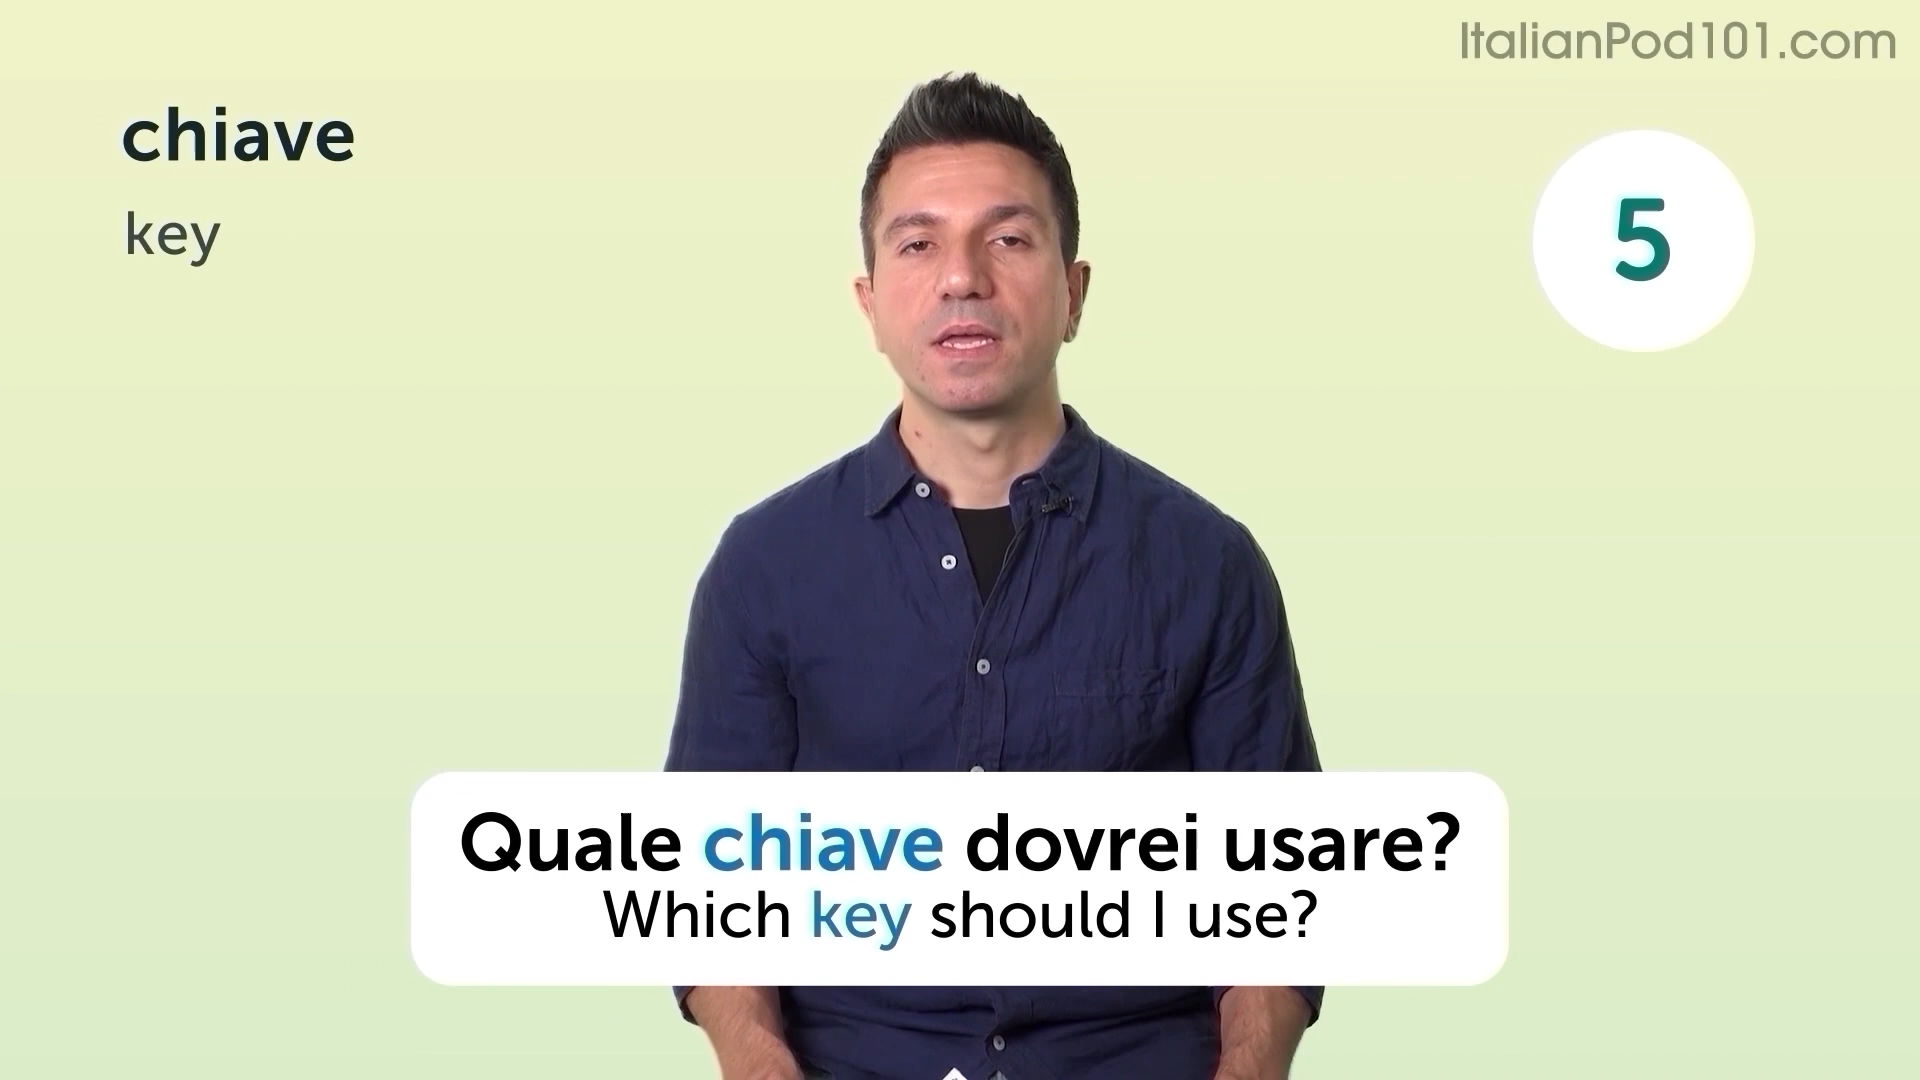 ItalianPod101.com
chiave
key
5
Quale chiave dovrei usare?
Which key should I use?